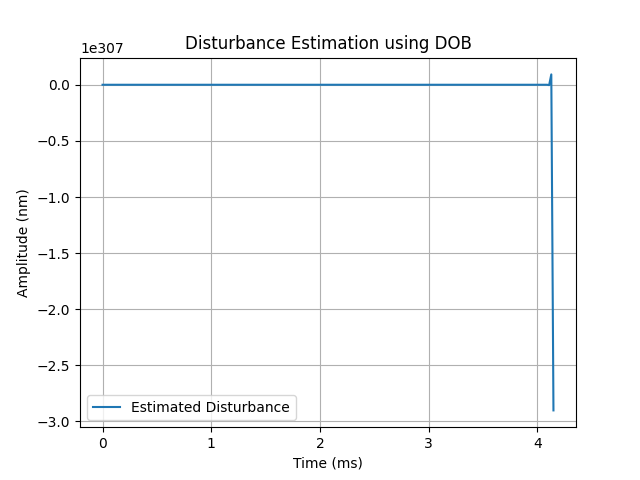 Disturbance Estimation using DOB
1e307
0.0
−0.5
−1.0
−1.5
−2.0
−2.5
−3.0
Amplitude (nm)
Estimated Disturbance
0 1 2 3 4
Time (ms)